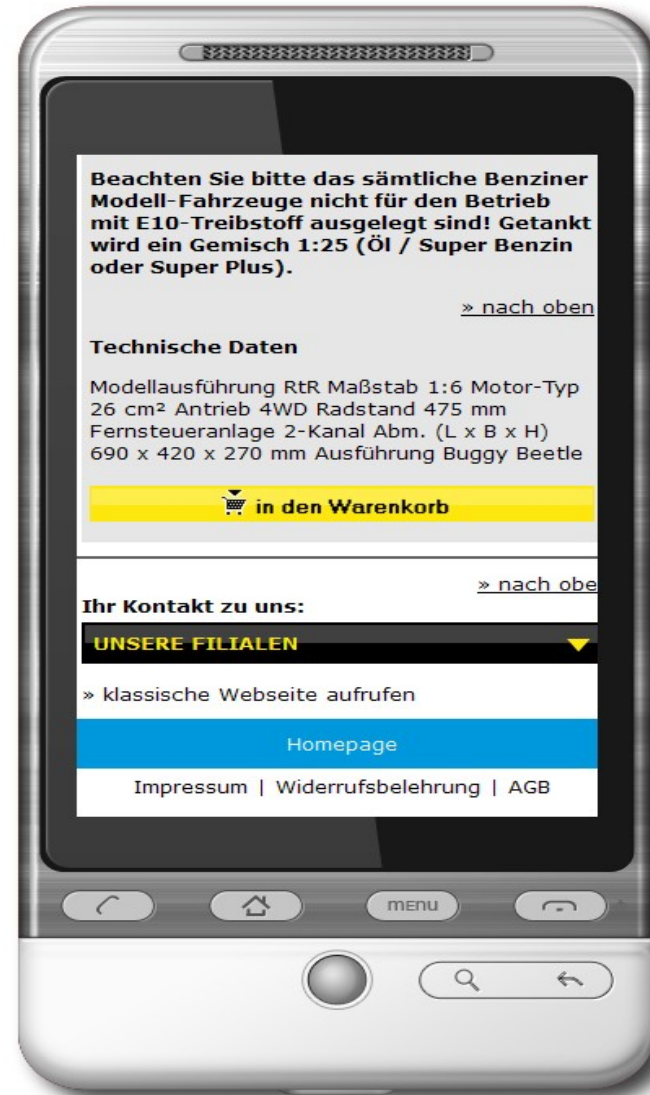 Beachten Sie bitte das sämtliche Benziner
Modell-Fahrzeuge nicht für den Betrieb
mit E10-Treibstoff ausgelegt sind! Getankt
wird ein Gemisch 1:25 (Öl / Super Benzin
oder Super Plus).
» nach oben
Technische Daten
Modellausführung RtR Maßstab 1:6 Motor-Typ
26 cm² Antrieb 4WD Radstand 475 mm
Fernsteueranlage 2-Kanal Abm. (L x B x H)
690 x 420 x 270 mm Ausführung Buggy Beetle
in den Warenkorb
» nach obe
Ihr Kontakt zu uns:
UNSERE FILIALEN
» klassische Webseite aufrufen
Homepage
Impressum | Widerrufsbelehrung | AGB
MENU